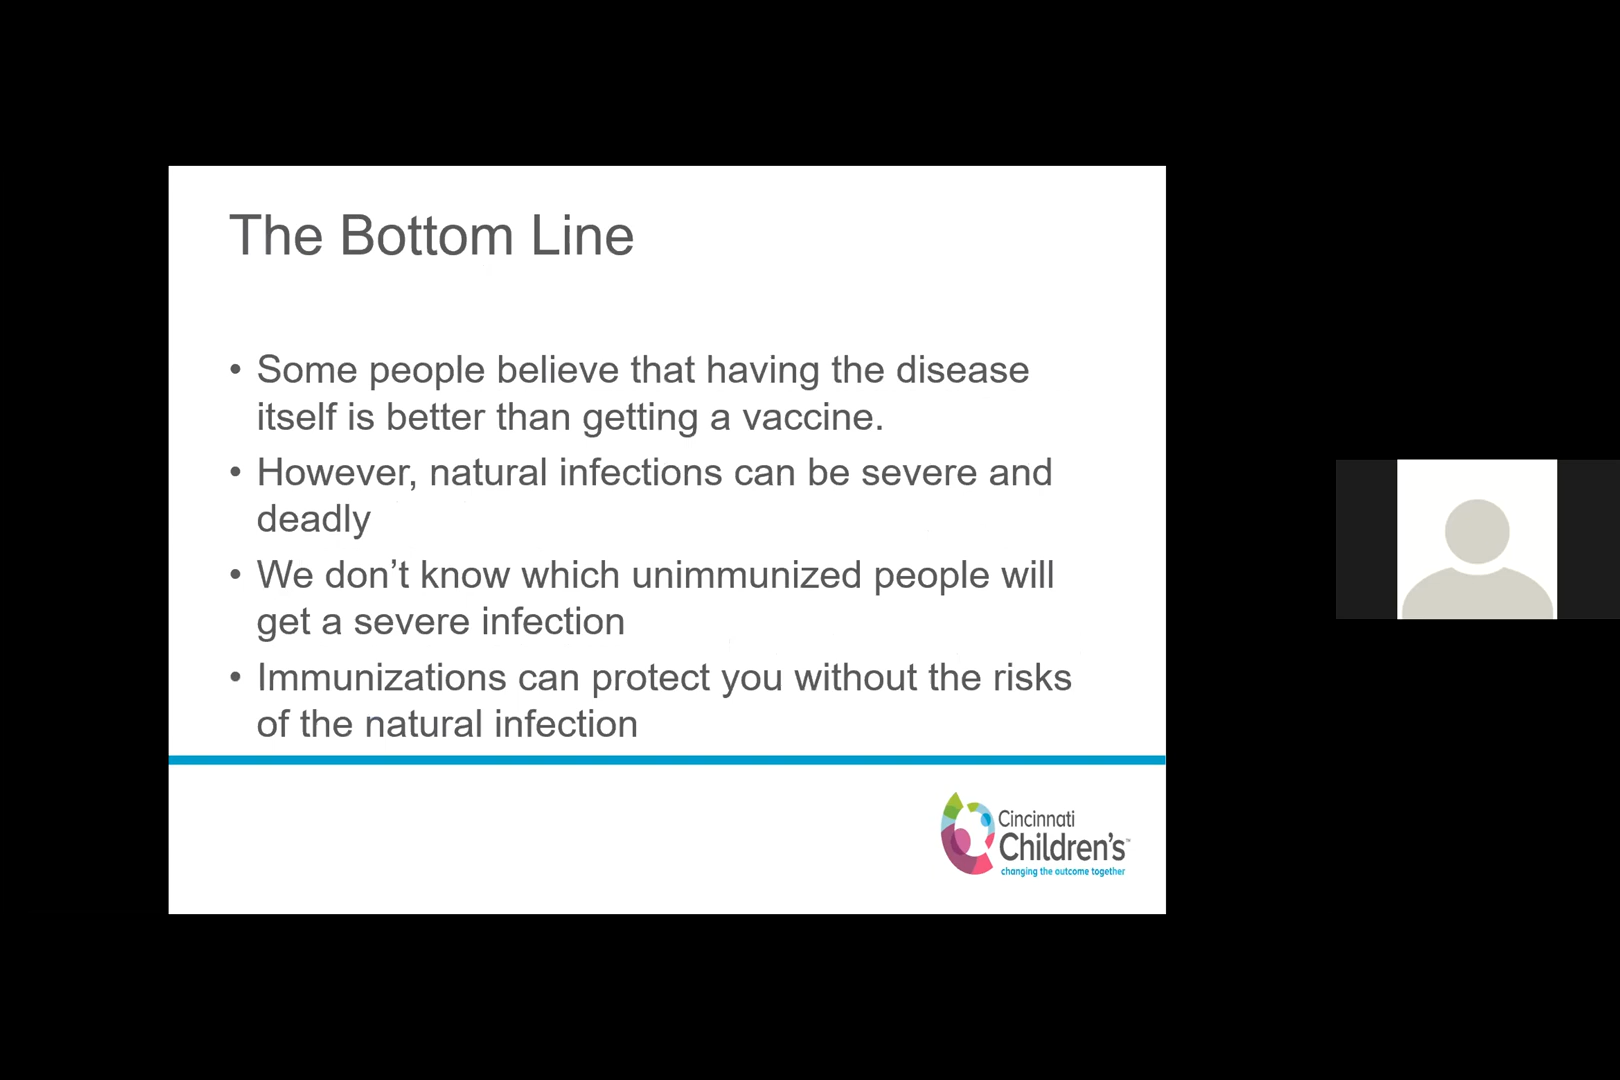 The Bottom Line
• Some people believe that having the disease
itself is better than getting a vaccine.
• However, natural infections can be severe and
deadly
• We don’t know which unimmunized people will
get a severe infection
• Immunizations can protect you without the risks
of the natural infection
Cincinnati
Children’s™
changing the outcome together